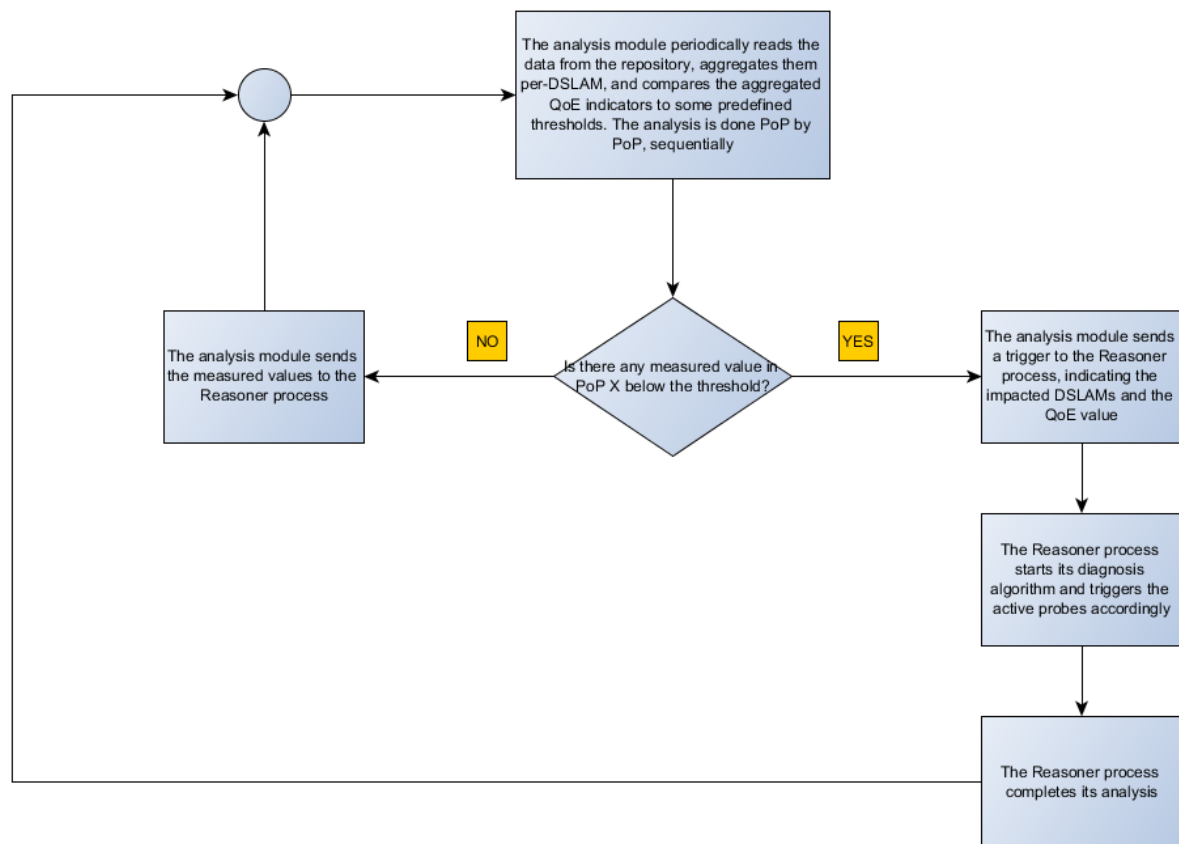 The analysis module periodically reads the
data from the repository, aggregates them
per-DSLAM, and compares the aggregated
QoE indicators to some predefined
thresholds. The analysis is done PoP by
PoP, sequentially
NO
YES
The analysis module sends
the measured values to the
Reasoner process
Is there any measured value in
PoP X below the threshold?
The analysis module sends
a trigger to the Reasoner
process, indicating the
impacted DSLAMs and the
QoE value
The Reasoner process
starts its diagnosis
algorithm and triggers the
active probes accordingly
The Reasoner process
completes its analysis